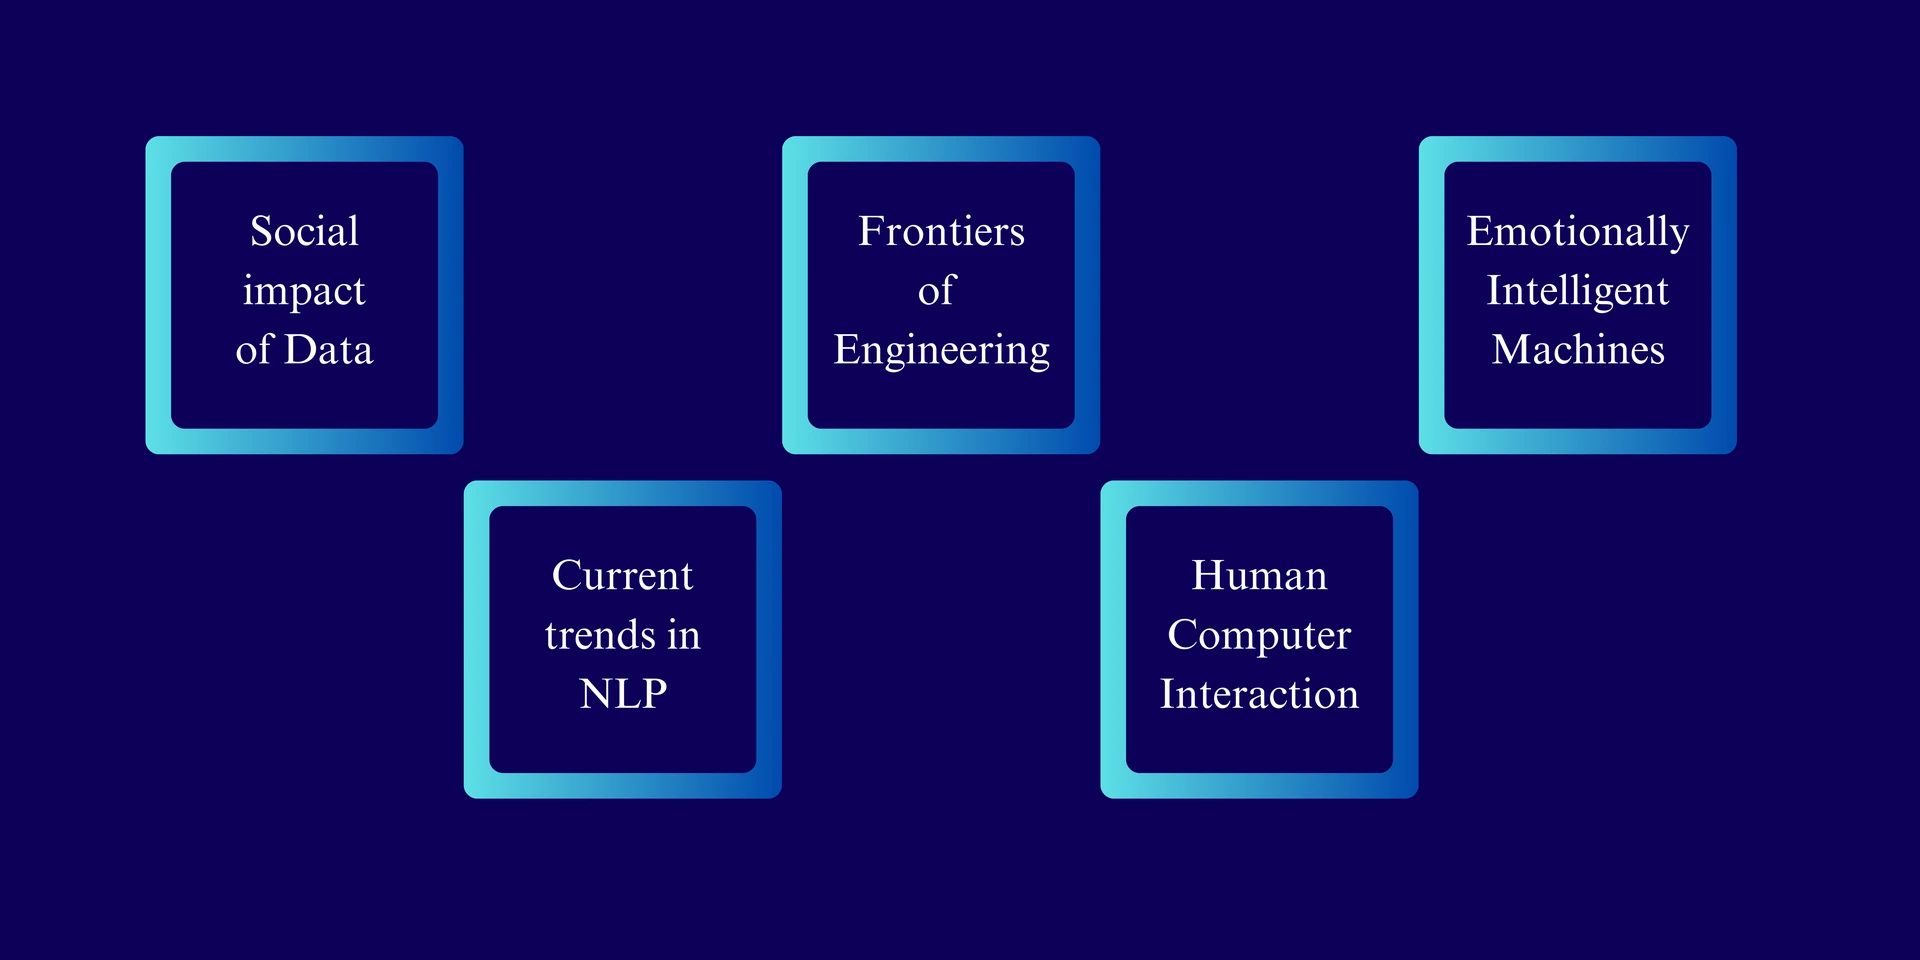 Social
impact
of Data
Frontiers
of
Engineering
Emotionally
Intelligent
Machines
Current
trends in
NLP
Human
Computer
Interaction